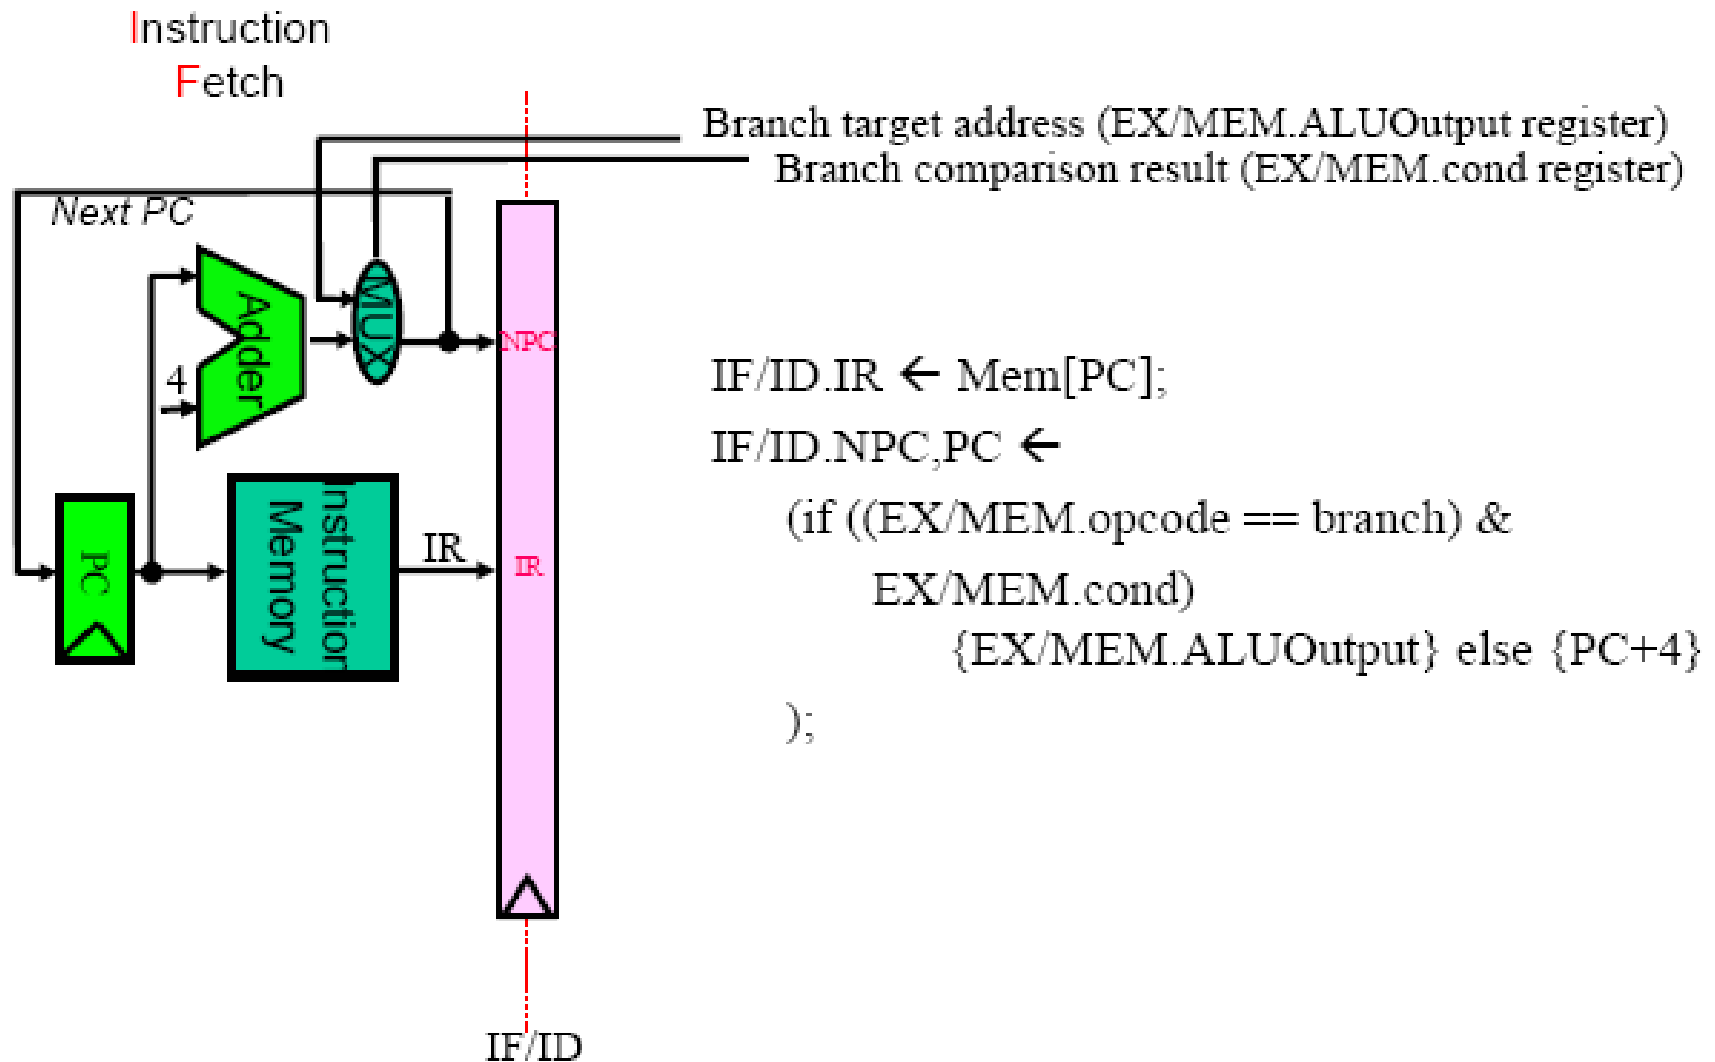 Instruction
Fetch
Branch target address (EX/MEM.ALUOutput register)
Branch comparison result (EX/MEM.cond register)
Next PC
Adder
MUX
4
NPC
PC
Instruction
Memory
IR
IR
IF/ID
IF/ID.IR ← Mem[PC];
IF/ID.NPC,PC ←
(if ((EX/MEM.opcode == branch) &
EX/MEM.cond)
{EX/MEM.ALUOutput} else {PC+4}
);